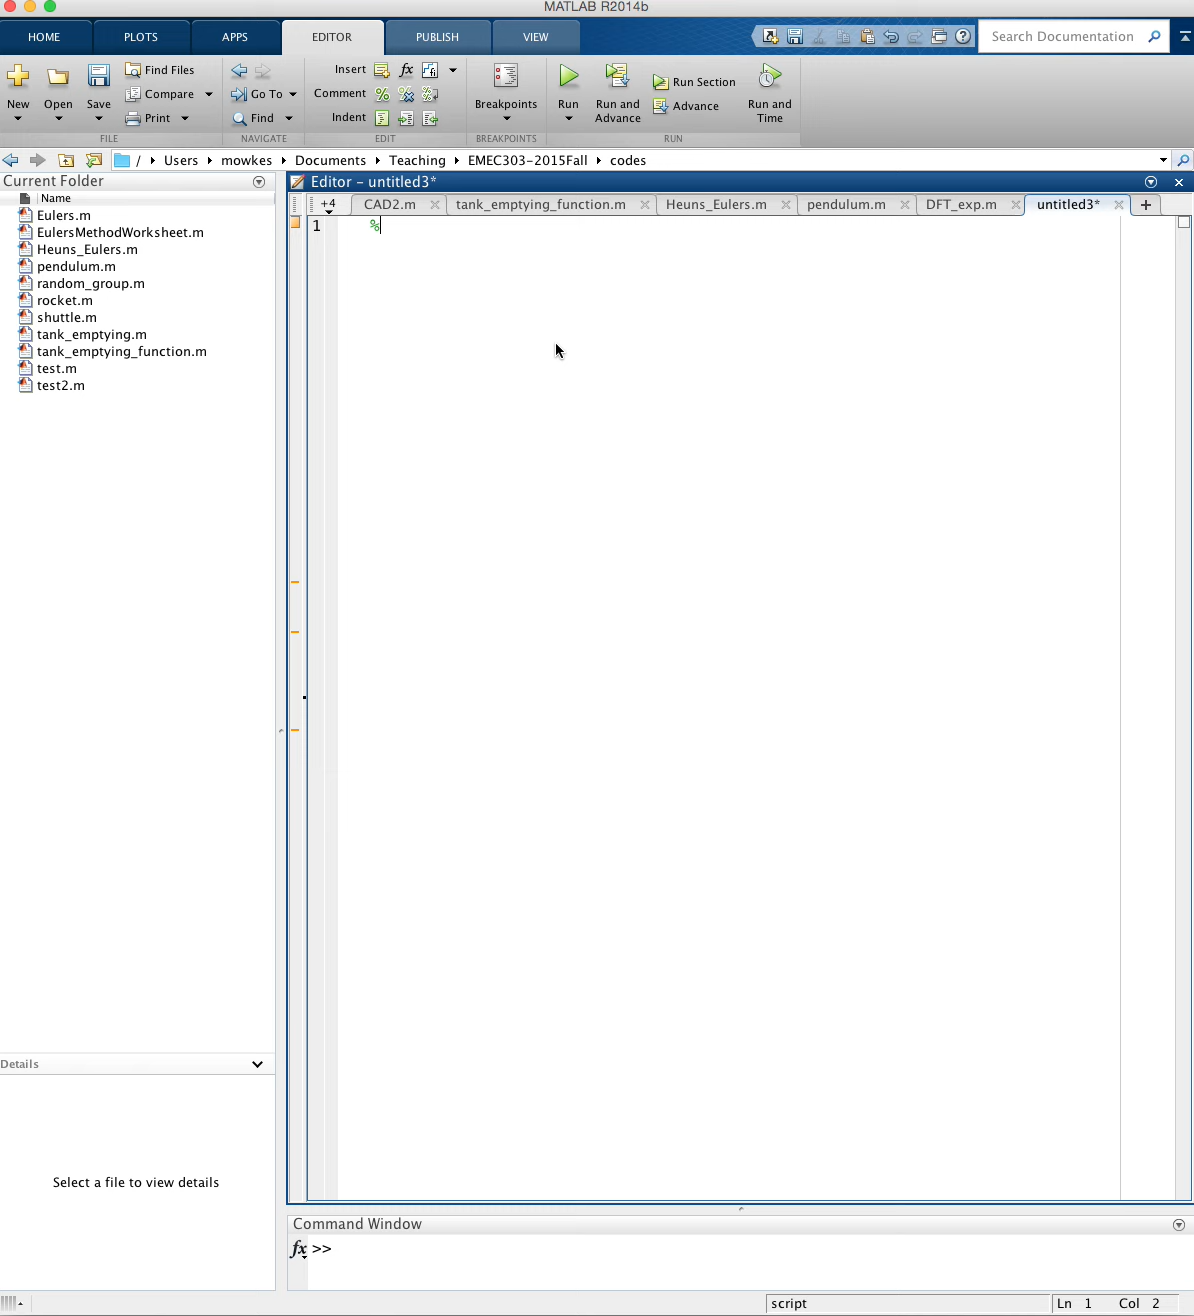 MATLAB R2014b
HOME PLOTS APPS EDITOR PUBLISH VIEW Search Documentation
Find Files Insert fx
New Open Save Compare Go To Comment Breakpoints Run Run and Advance Run Section Advance Run and Time
Print Find Indent
FILE NAVIGATE EDIT BREAKPOINTS RUN
/ Users mowkes Documents Teaching EMEC303-2015Fall codes
Current Folder
Name
Eulers.m
EulersMethodWorksheet.m
Heuns_Eulers.m
pendulum.m
random_group.m
rocket.m
shuttle.m
tank_emptying.m
tank_emptying_function.m
test.m
test2.m
Details
Select a file to view details
Editor – untitled3*
+4 CAD2.m tank_emptying_function.m Heuns_Eulers.m pendulum.m DFT_exp.m untitled3* +
1 %
Command Window
fx >>
script Ln 1 Col 2